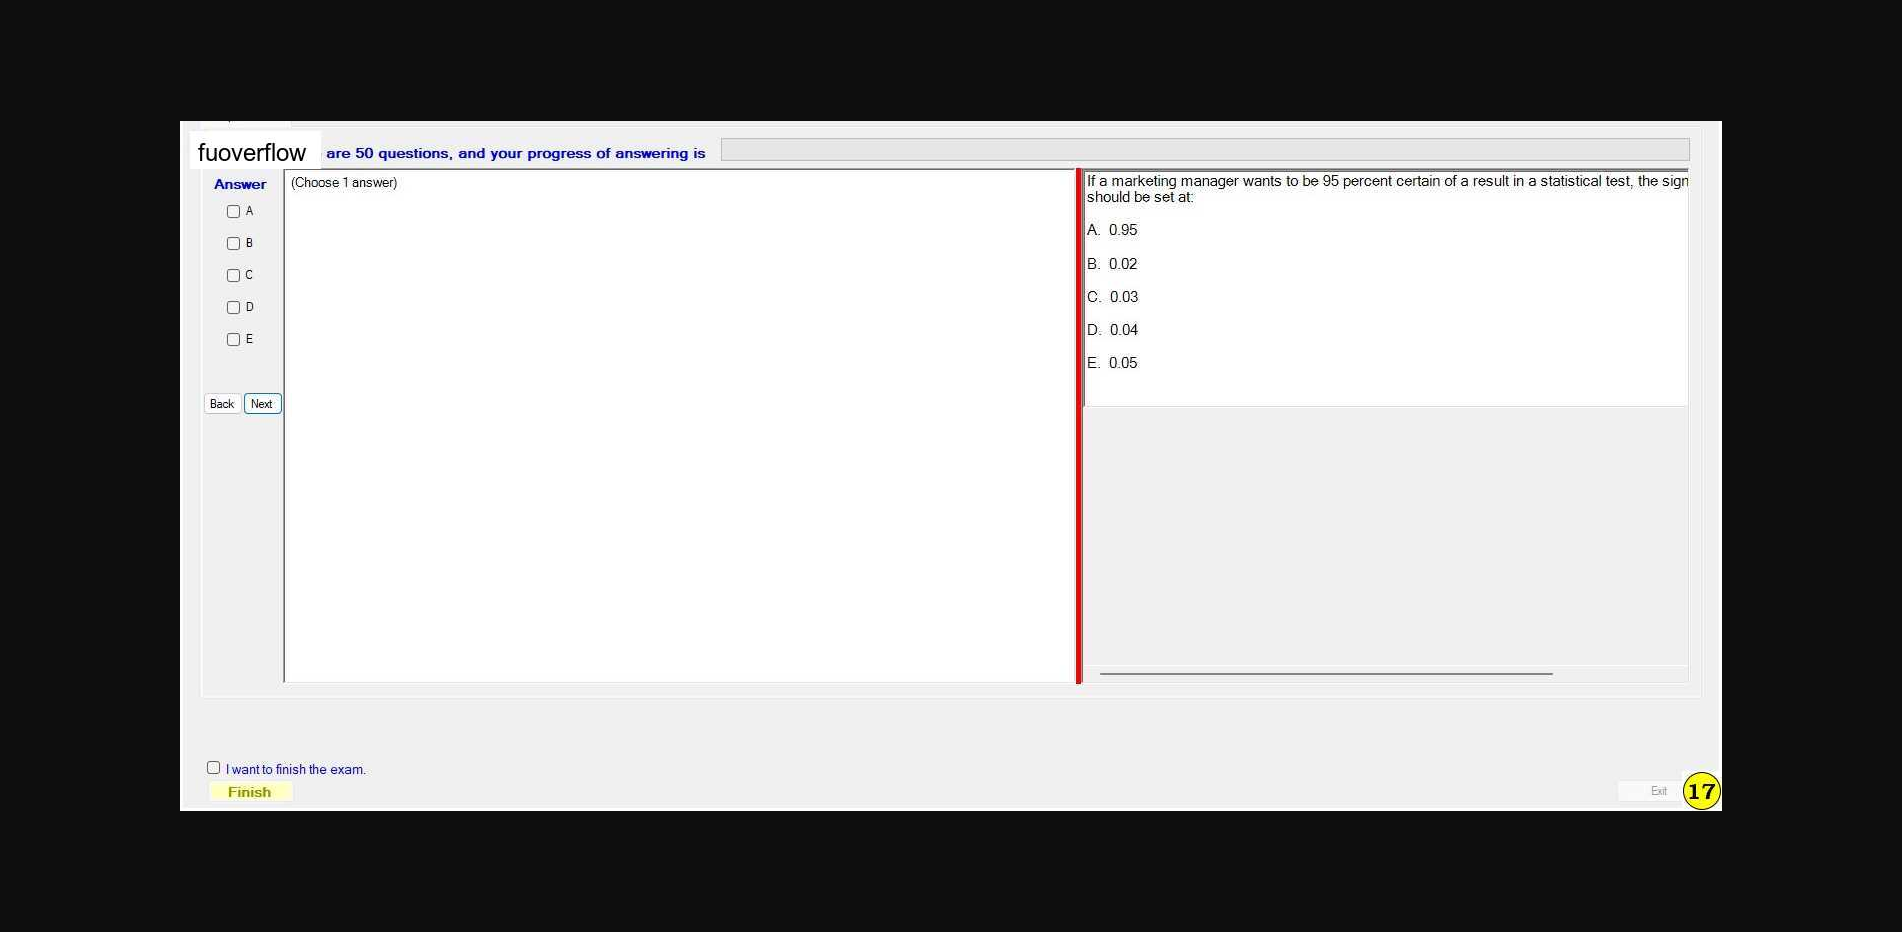 fuoverflow are 50 questions, and your progress of answering is
Answer
(Choose 1 answer)
A
B
C
D
E
Back Next
If a marketing manager wants to be 95 percent certain of a result in a statistical test, the sign
should be set at:
A. 0.95
B. 0.02
C. 0.03
D. 0.04
E. 0.05
I want to finish the exam.
Finish
Exit
17